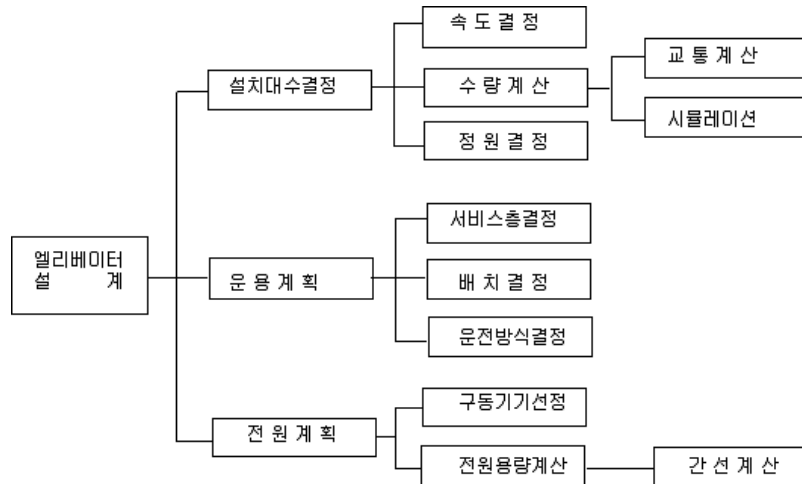 속 도 결 정
교 통 계 산
설치대수결정
수 량 계 산
시뮬레이션
정 원 결 정
서비스층결정
엘리베이터
설 계
운 용 계 획
배 치 결 정
운전방식결정
구동기기선정
전 원 계 획
전원용량계산
간 선 계 산